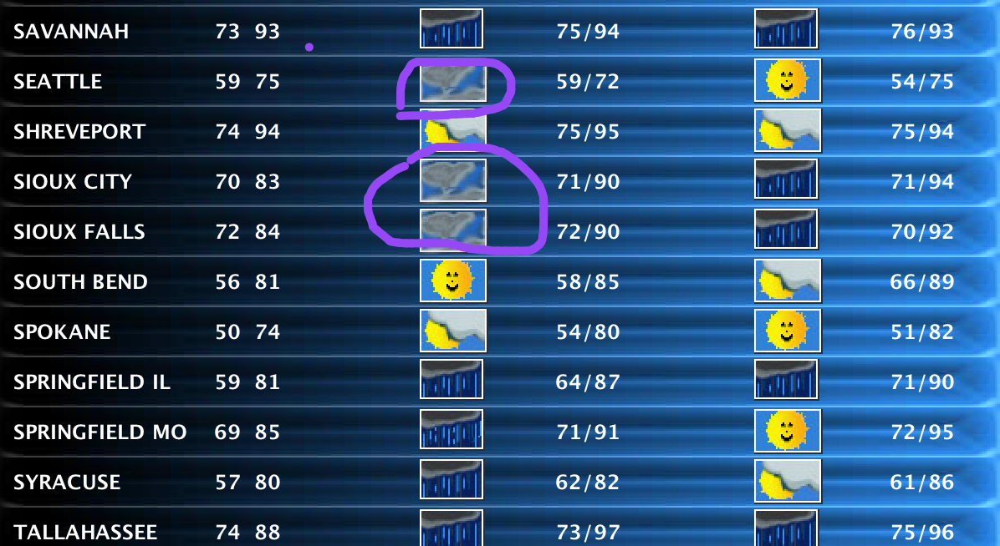 SAVANNAH 73 93 75/94 76/93
SEATTLE 59 75 59/72 54/75
SHREVEPORT 74 94 75/95 75/94
SIOUX CITY 70 83 71/90 71/94
SIOUX FALLS 72 84 72/90 70/92
SOUTH BEND 56 81 58/85 66/89
SPOKANE 50 74 54/80 51/82
SPRINGFIELD IL 59 81 64/87 71/90
SPRINGFIELD MO 69 85 71/91 72/95
SYRACUSE 57 80 62/82 61/86
TALLAHASSEE 74 88 73/97 75/96